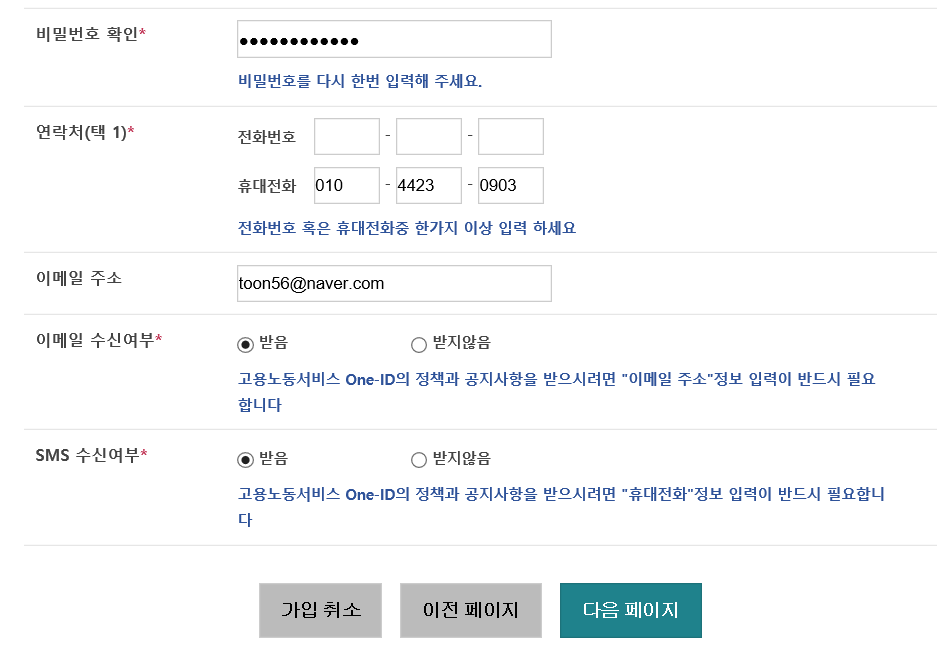 비밀번호 확인*
●●●●●●●●●●●●
비밀번호를 다시 한번 입력해 주세요.
연락처(택 1)*
전화번호 - -
휴대전화 010 - 4423 - 0903
전화번호 혹은 휴대전화중 한가지 이상 입력 하세요
이메일 주소 toon56@naver.com
이메일 수신여부* 받음 받지않음
고용노동서비스 One-ID의 정책과 공지사항을 받으시려면 "이메일 주소"정보 입력이 반드시 필요
합니다
SMS 수신여부* 받음 받지않음
고용노동서비스 One-ID의 정책과 공지사항을 받으시려면 "휴대전화"정보 입력이 반드시 필요합니
다
가입 취소 이전 페이지 다음 페이지